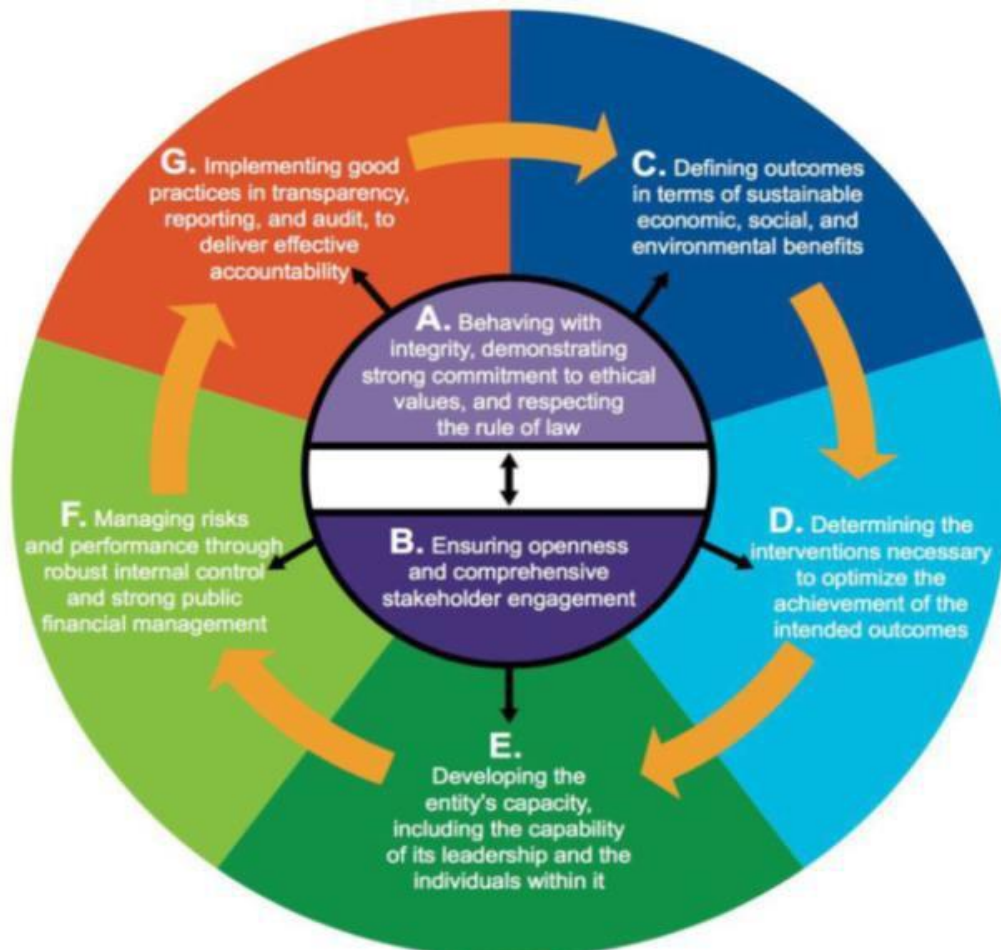 G. Implementing good
practices in transparency,
reporting, and audit, to
deliver effective
accountability
C. Defining outcomes
in terms of sustainable
economic, social, and
environmental benefits
A. Behaving with
integrity, demonstrating
strong commitment to ethical
values, and respecting
the rule of law
F. Managing risks
and performance through
robust internal control
and strong public
financial management
B. Ensuring openness
and comprehensive
stakeholder engagement
D. Determining the
interventions necessary
to optimize the
achievement of the
intended outcomes
E.
Developing the
entity's capacity,
including the capability
of its leadership and the
individuals within it